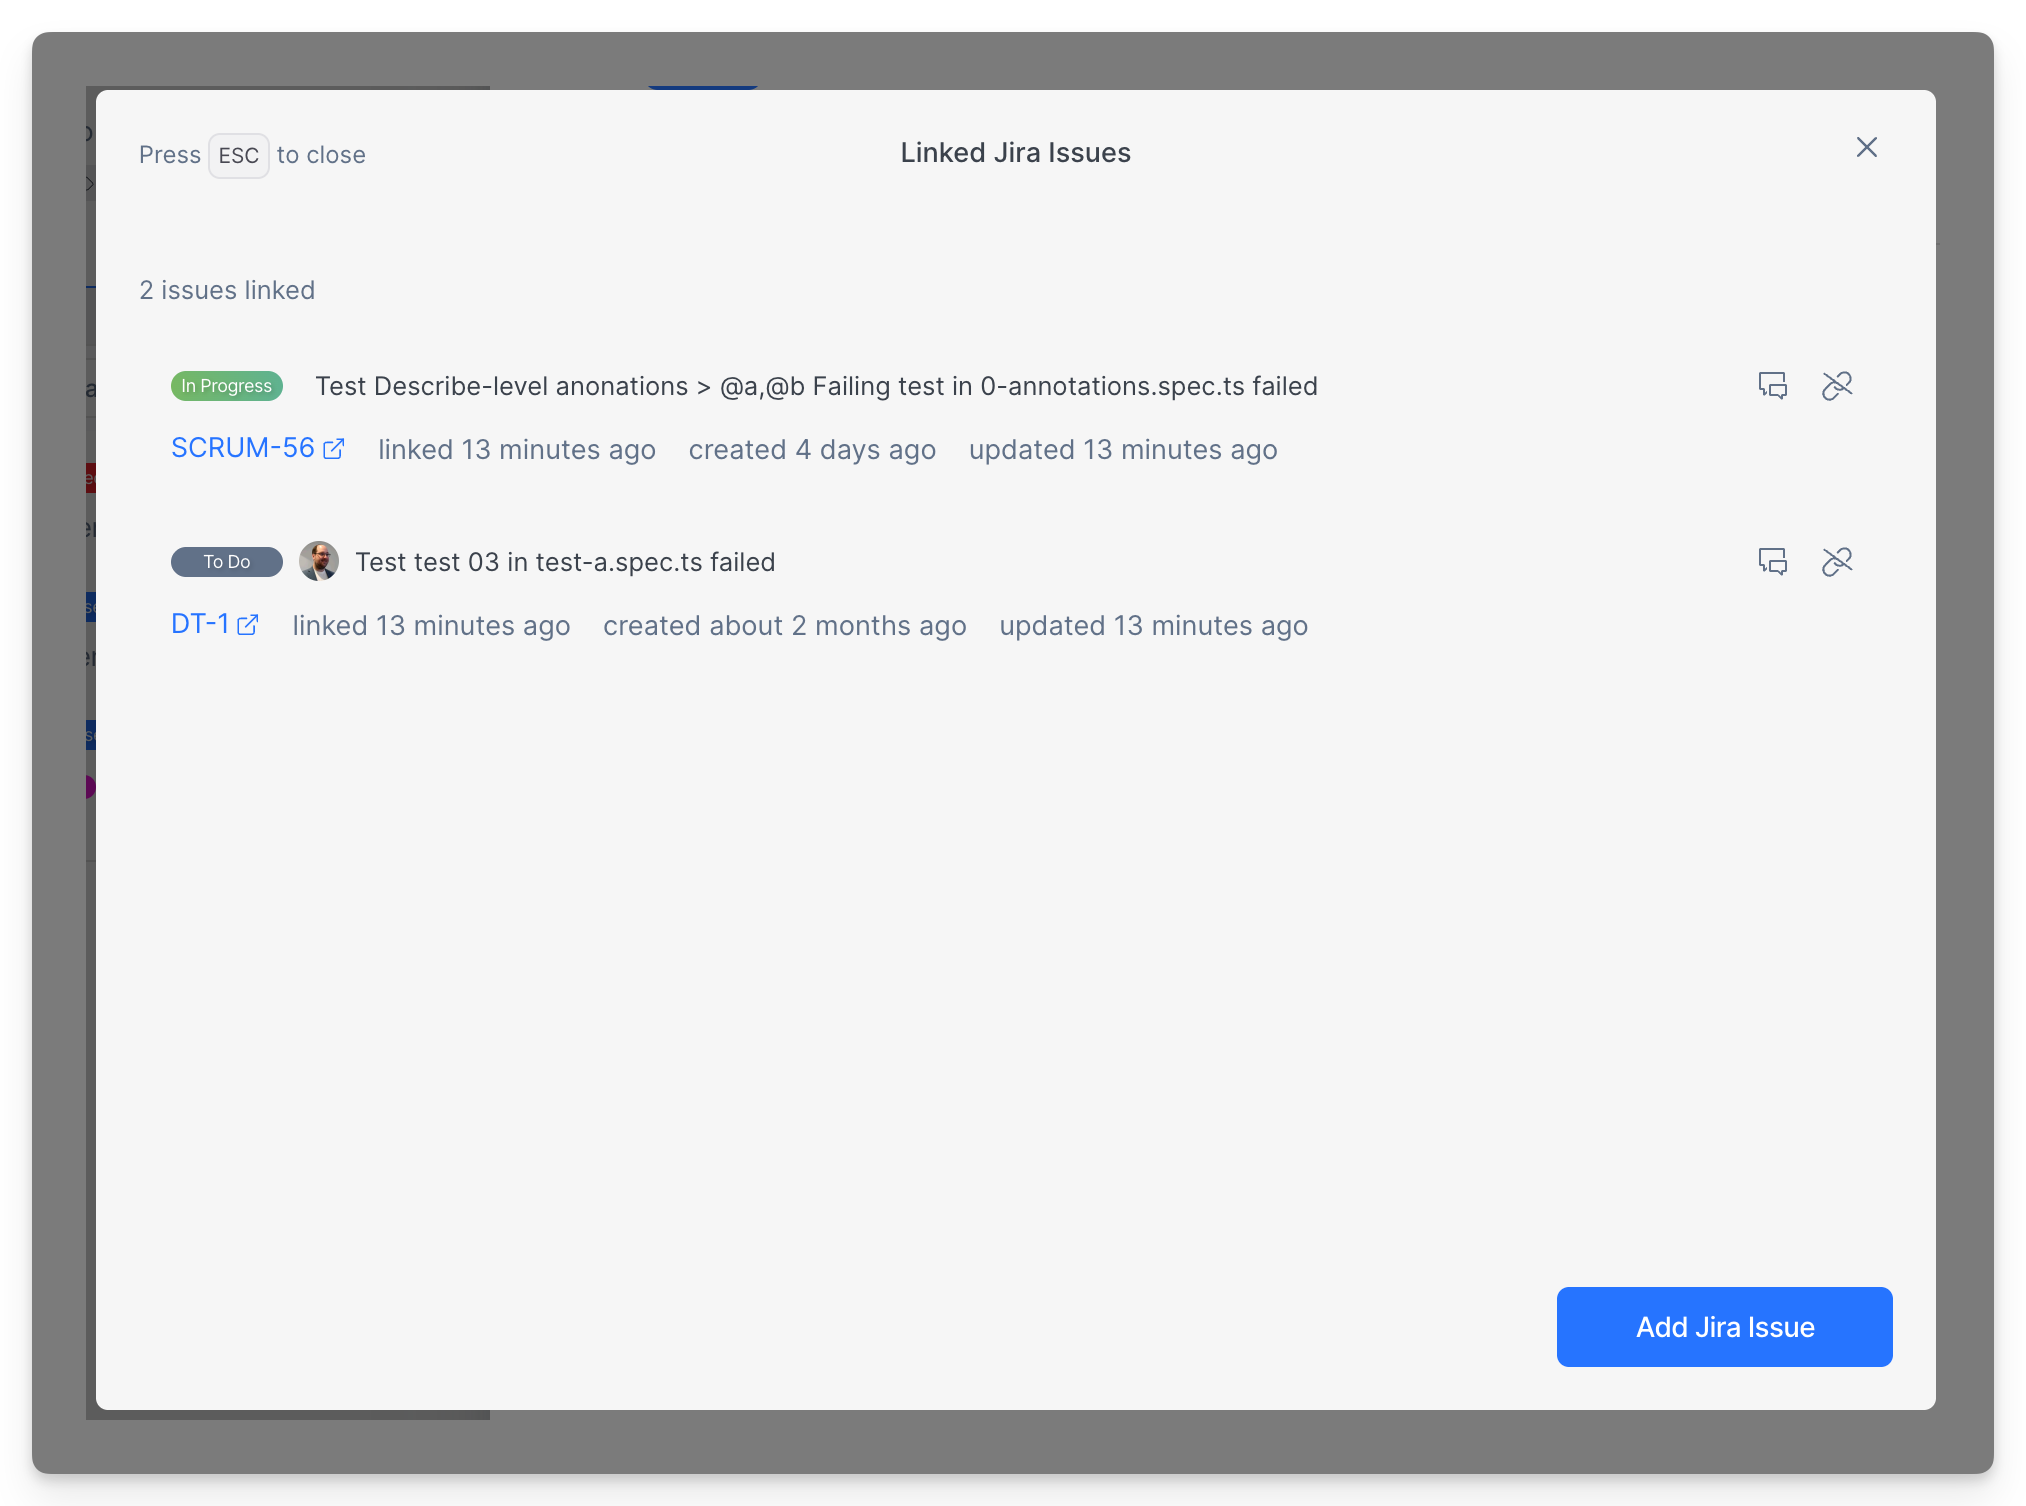 Press ESC to close
Linked Jira Issues
2 issues linked
In Progress Test Describe-level anonations > @a,@b Failing test in 0-annotations.spec.ts failed
SCRUM-56 linked 13 minutes ago created 4 days ago updated 13 minutes ago
To Do Test test 03 in test-a.spec.ts failed
DT-1 linked 13 minutes ago created about 2 months ago updated 13 minutes ago
Add Jira Issue